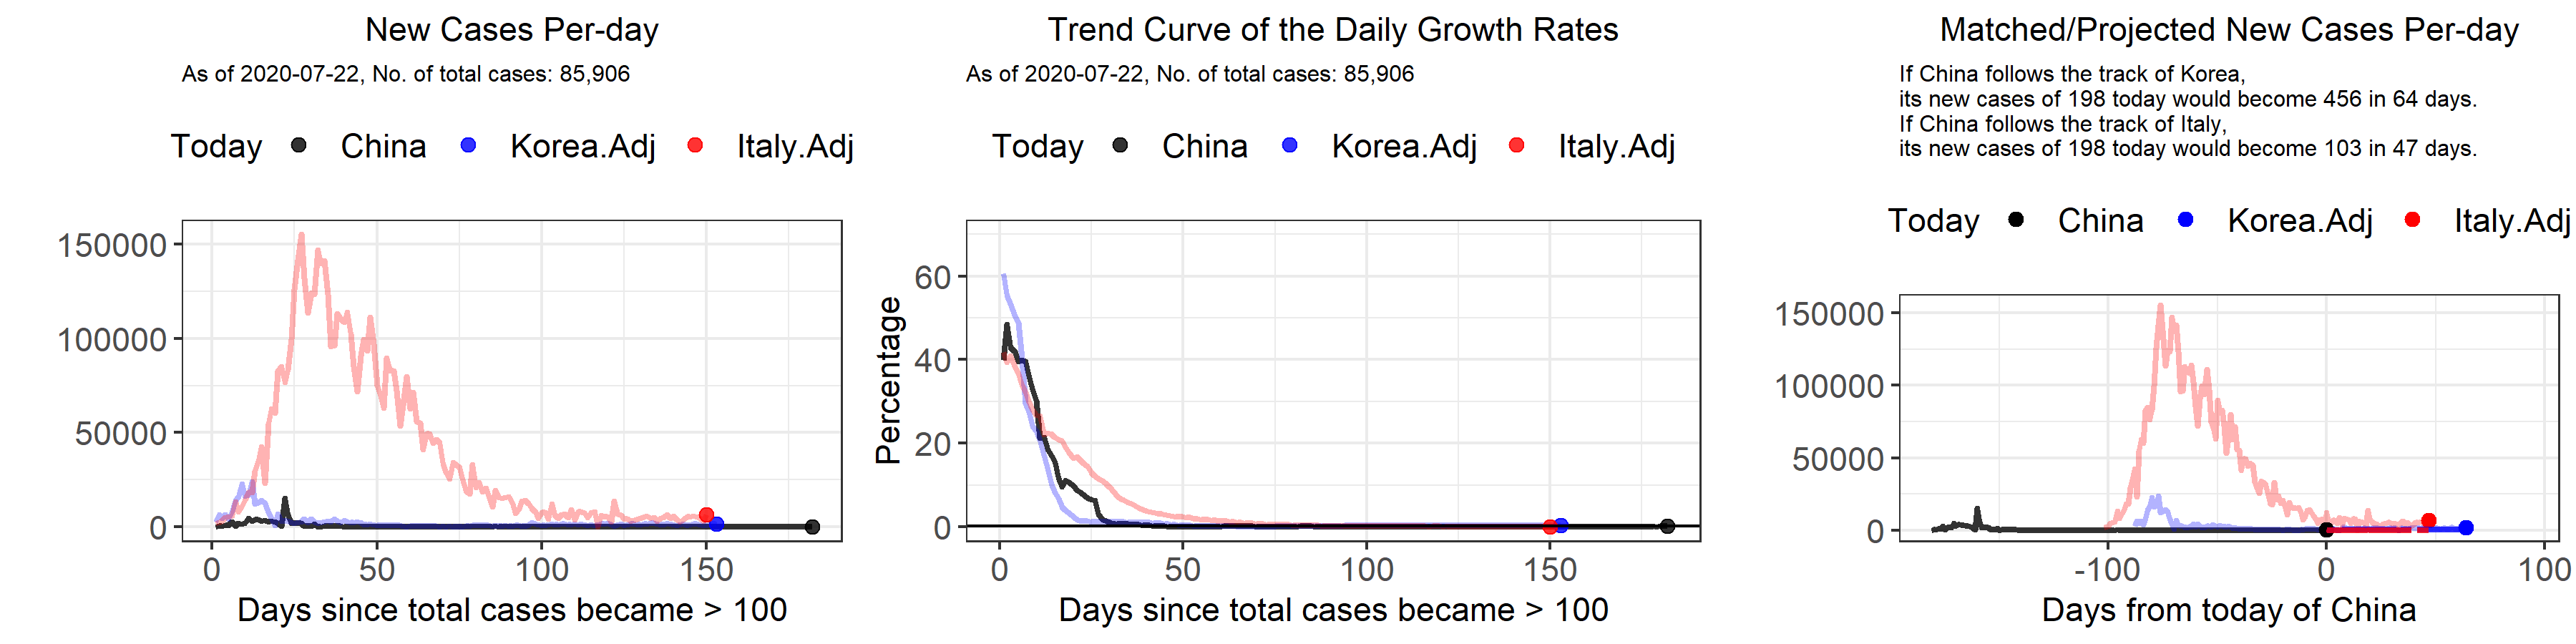 New Cases Per-day
As of 2020-07-22, No. of total cases: 85,906
Today China Korea.Adj Italy.Adj
150000
100000
50000
0
0 50 100 150
Days since total cases became > 100
Trend Curve of the Daily Growth Rates
As of 2020-07-22, No. of total cases: 85,906
Today China Korea.Adj Italy.Adj
Percentage
60
40
20
0
0 50 100 150
Days since total cases became > 100
Matched/Projected New Cases Per-day
If China follows the track of Korea,
its new cases of 198 today would become 456 in 64 days.
If China follows the track of Italy,
its new cases of 198 today would become 103 in 47 days.
Today China Korea.Adj Italy.Adj
150000
100000
50000
0
-100 0 100
Days from today of China